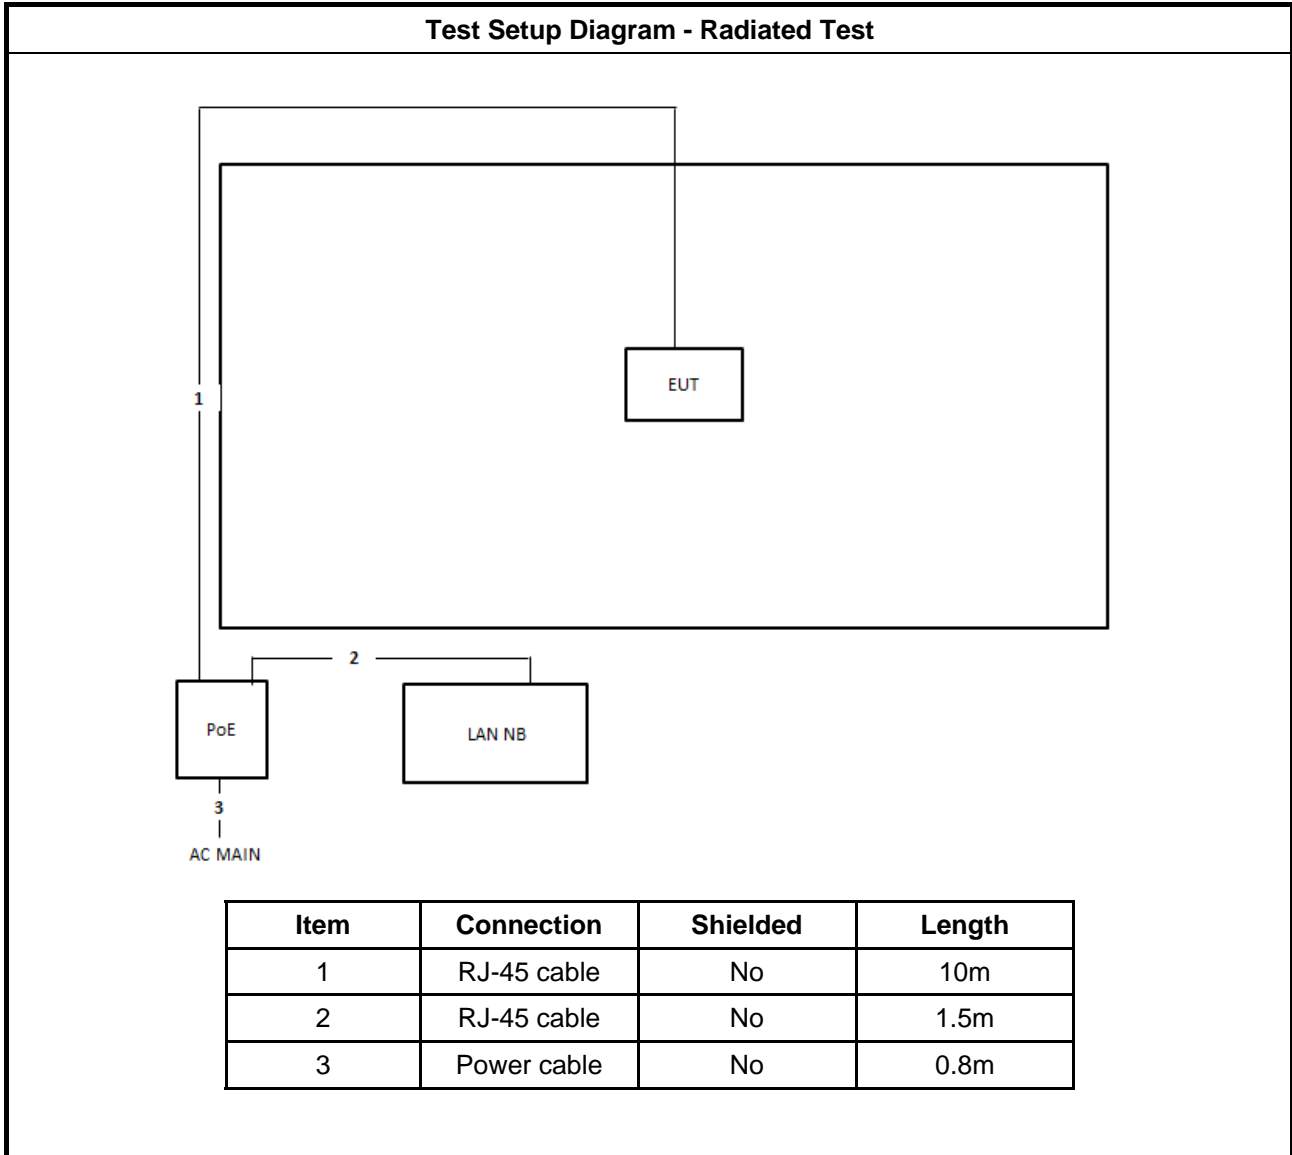 Test Setup Diagram - Radiated Test
EUT
1
2
PoE
LAN NB
3
AC MAIN
Item Connection Shielded Length
1 RJ-45 cable No 10m
2 RJ-45 cable No 1.5m
3 Power cable No 0.8m